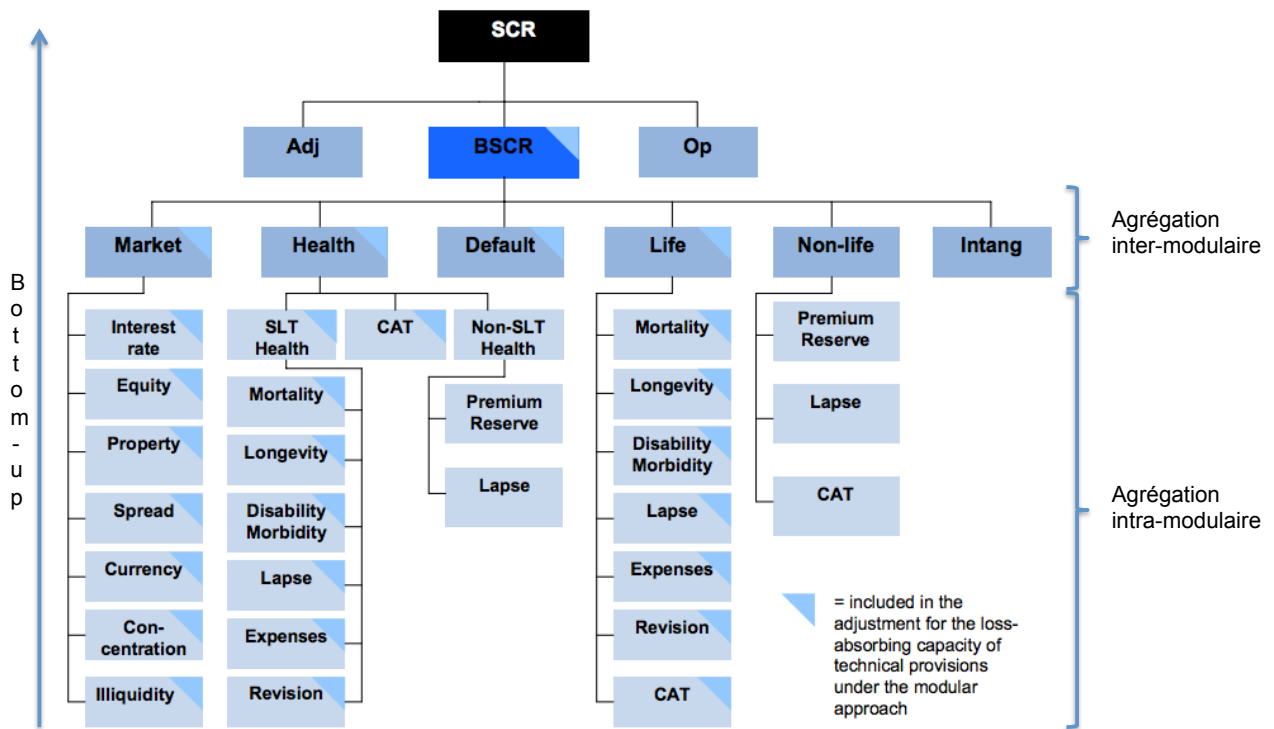 SCR
Adj
BSCR
Op
Market
Health
Default
Life
Non-life
Intang
Agrégation
inter-modulaire
Bottom-up
Interest
rate
Equity
Property
Spread
Currency
Con-
centration
Illiquidity
SLT
Health
Mortality
Longevity
Disability
Morbidity
Lapse
Expenses
Revision
CAT
Non-SLT
Health
Premium
Reserve
Lapse
Mortality
Longevity
Disability
Morbidity
Lapse
Expenses
Revision
CAT
Premium
Reserve
Lapse
CAT
Agrégation
intra-modulaire
= included in the
adjustment for the loss-
absorbing capacity of
technical provisions
under the modular
approach